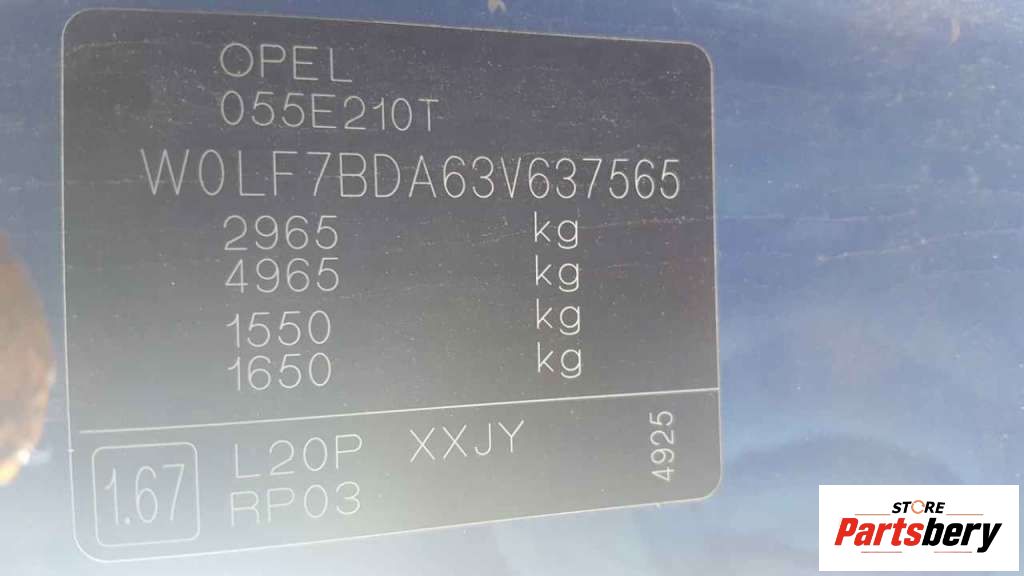 OPEL
055E210T
W0LF7BDA63V637565
2965 kg
4965 kg
1550 kg
1650 kg
1.67 L20P XXJY 4925
RP03
STORE
Partsbery